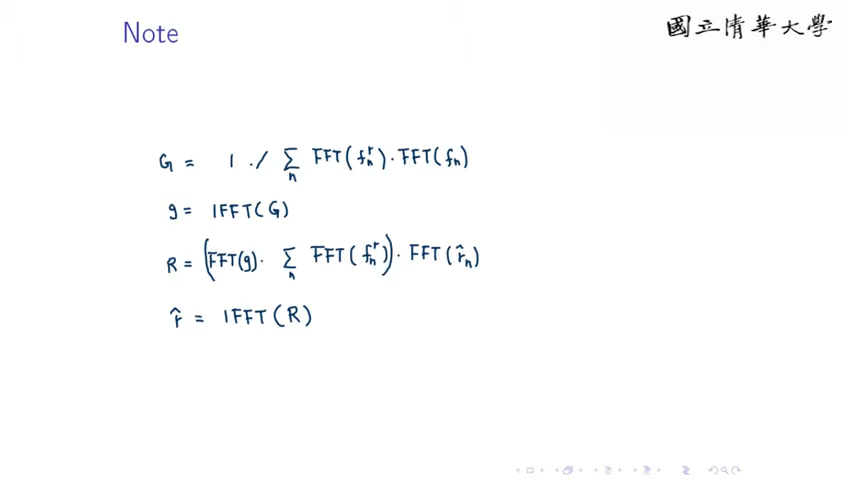 Note
國立清華大學
G = 1 ./ ∑ₙ FFT(fₙʳ) · FFT(fₙ)
g = IFFT(G)
R = (FFT(g) · ∑ₙ FFT(fₙʳ)) · FFT(r̂ₙ)
r̂ = IFFT(R)